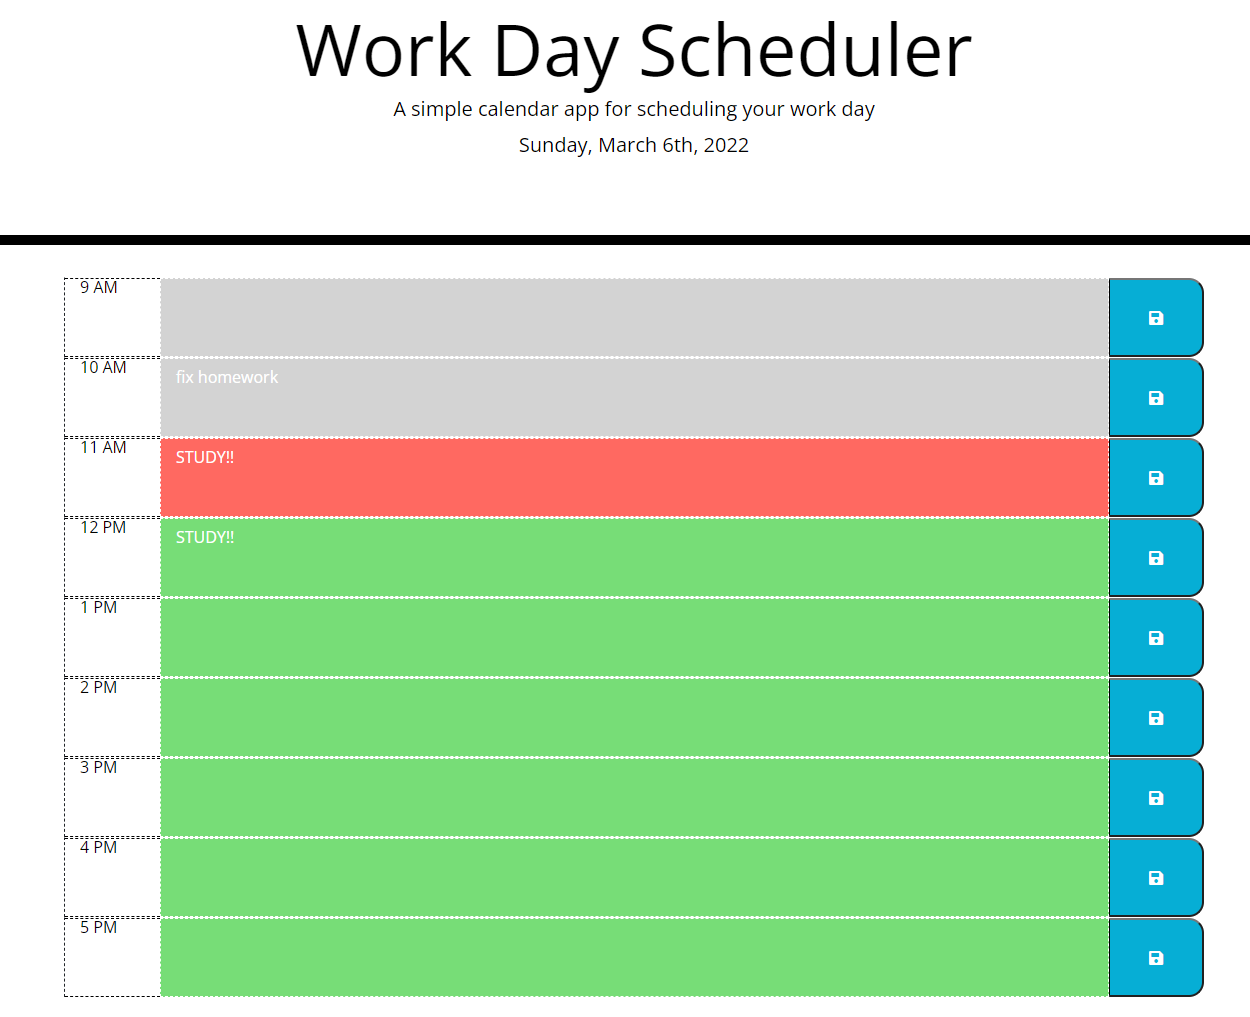 Work Day Scheduler
A simple calendar app for scheduling your work day
Sunday, March 6th, 2022
9 AM
10 AM
fix homework
11 AM
STUDY!!
12 PM
STUDY!!
1 PM
2 PM
3 PM
4 PM
5 PM